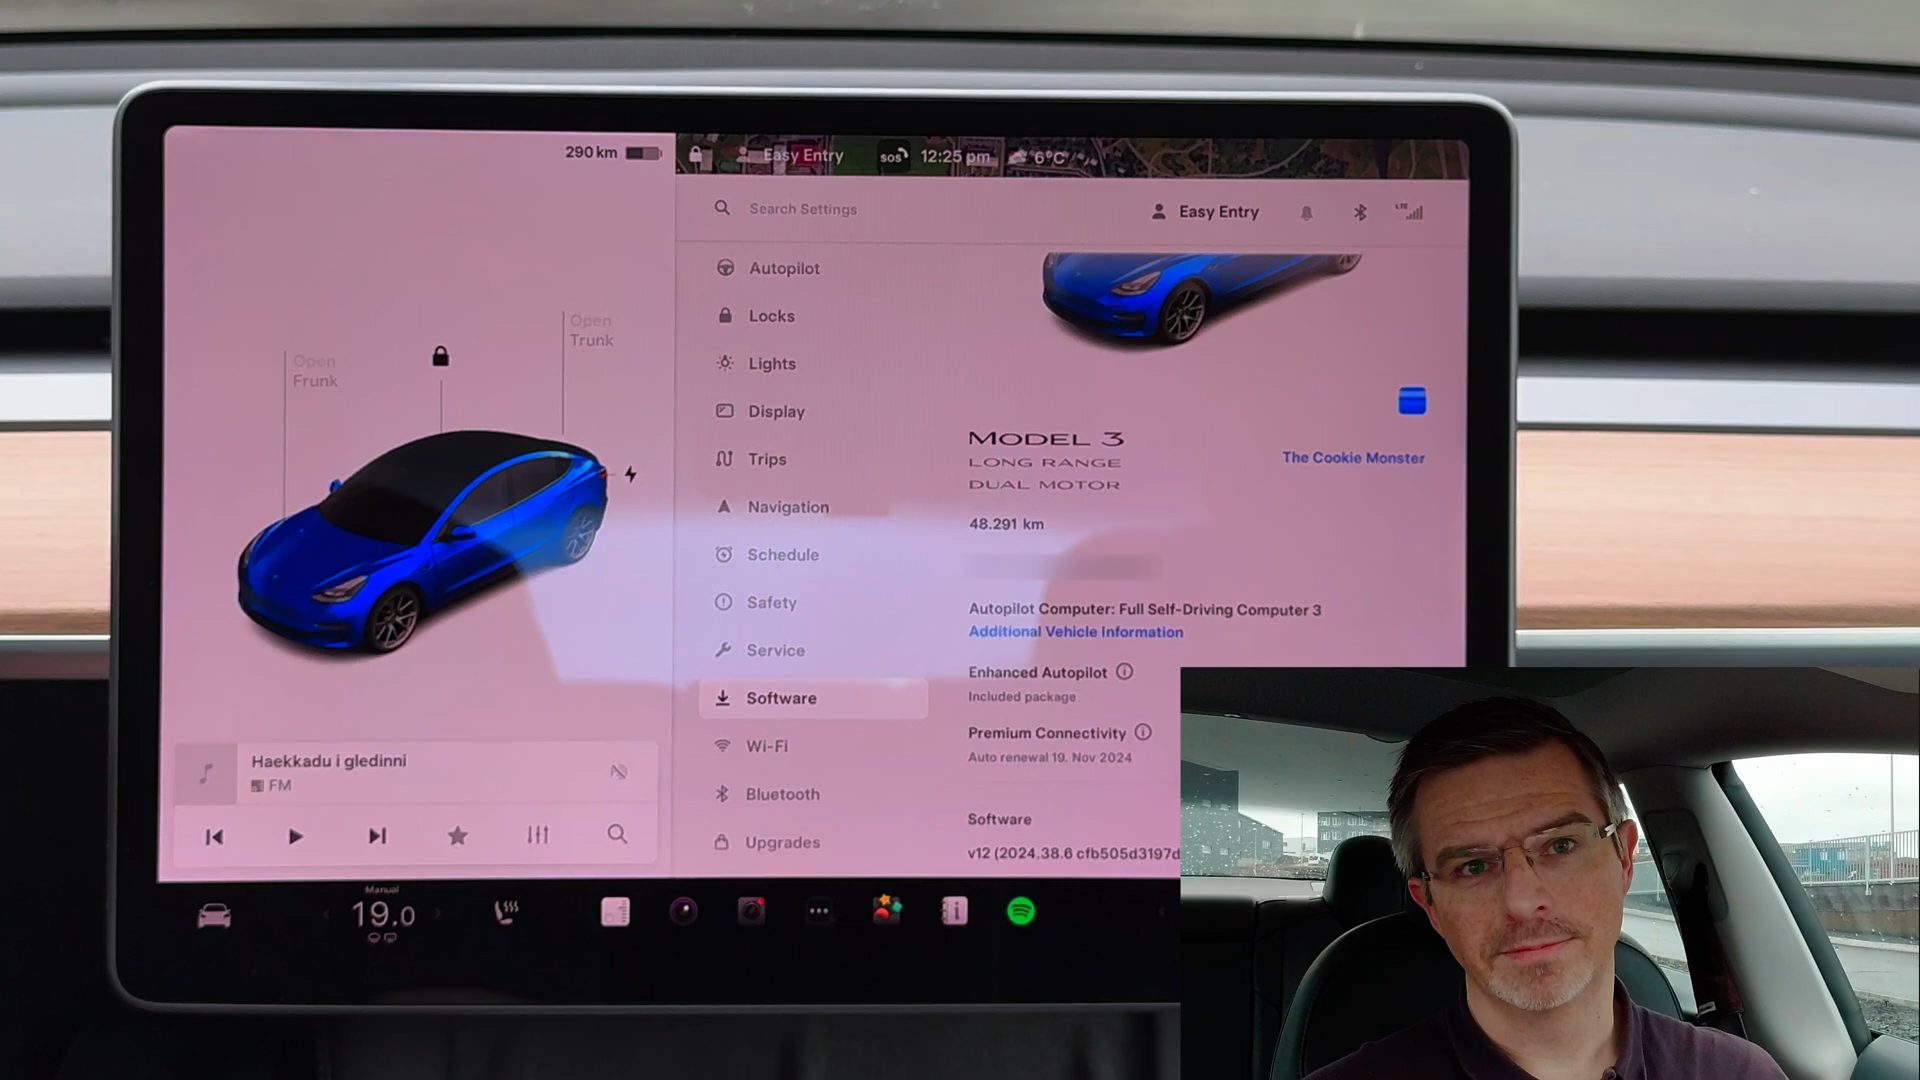 290 km
Easy Entry
SOS
12:25 pm
6°C
Search Settings
Easy Entry
LTE
Open
Frunk
Open
Trunk
Autopilot
Locks
Lights
Display
Trips
Navigation
Schedule
Safety
Service
Software
Wi-Fi
Bluetooth
Upgrades
MODEL 3
LONG RANGE
DUAL MOTOR
The Cookie Monster
48.291 km
Autopilot Computer: Full Self-Driving Computer 3
Additional Vehicle Information
Enhanced Autopilot
Included package
Premium Connectivity
Auto renewal 19. Nov 2024
Software
v12 (2024.38.6 cfb505d3197d
Haekkadu i gledinni
FM
Manual
19.0